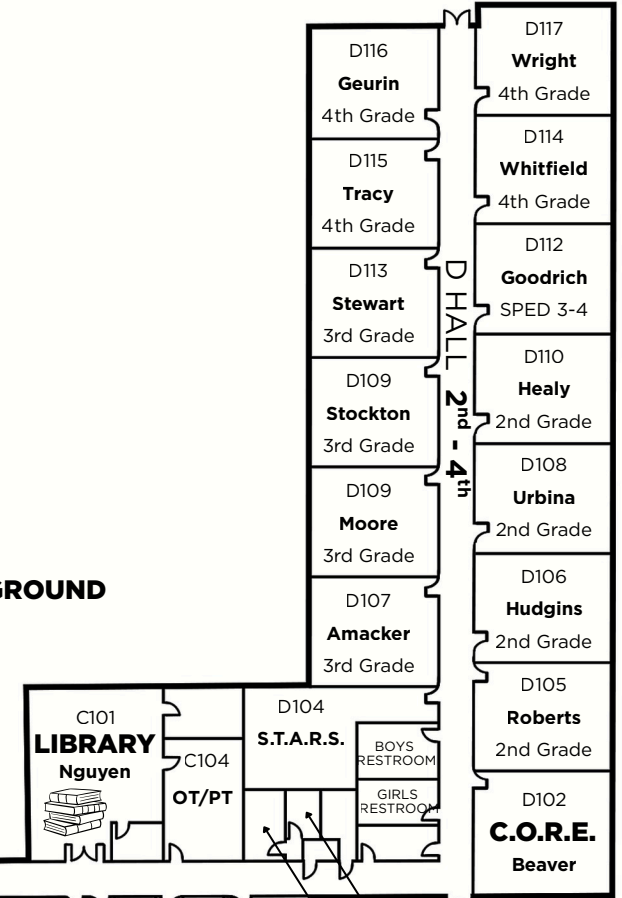 D116
Geurin
4th Grade
D115
Tracy
4th Grade
D113
Stewart
3rd Grade
D109
Stockton
3rd Grade
D109
Moore
3rd Grade
D107
Amacker
3rd Grade
D HALL 2nd - 4th
D117
Wright
4th Grade
D114
Whitfield
4th Grade
D112
Goodrich
SPED 3-4
D110
Healy
2nd Grade
D108
Urbina
2nd Grade
D106
Hudgins
2nd Grade
D105
Roberts
2nd Grade
D102
C.O.R.E.
Beaver
GROUND
C101
LIBRARY
Nguyen
C104
OT/PT
D104
S.T.A.R.S.
BOYS
RESTROOM
GIRLS
RESTROOM